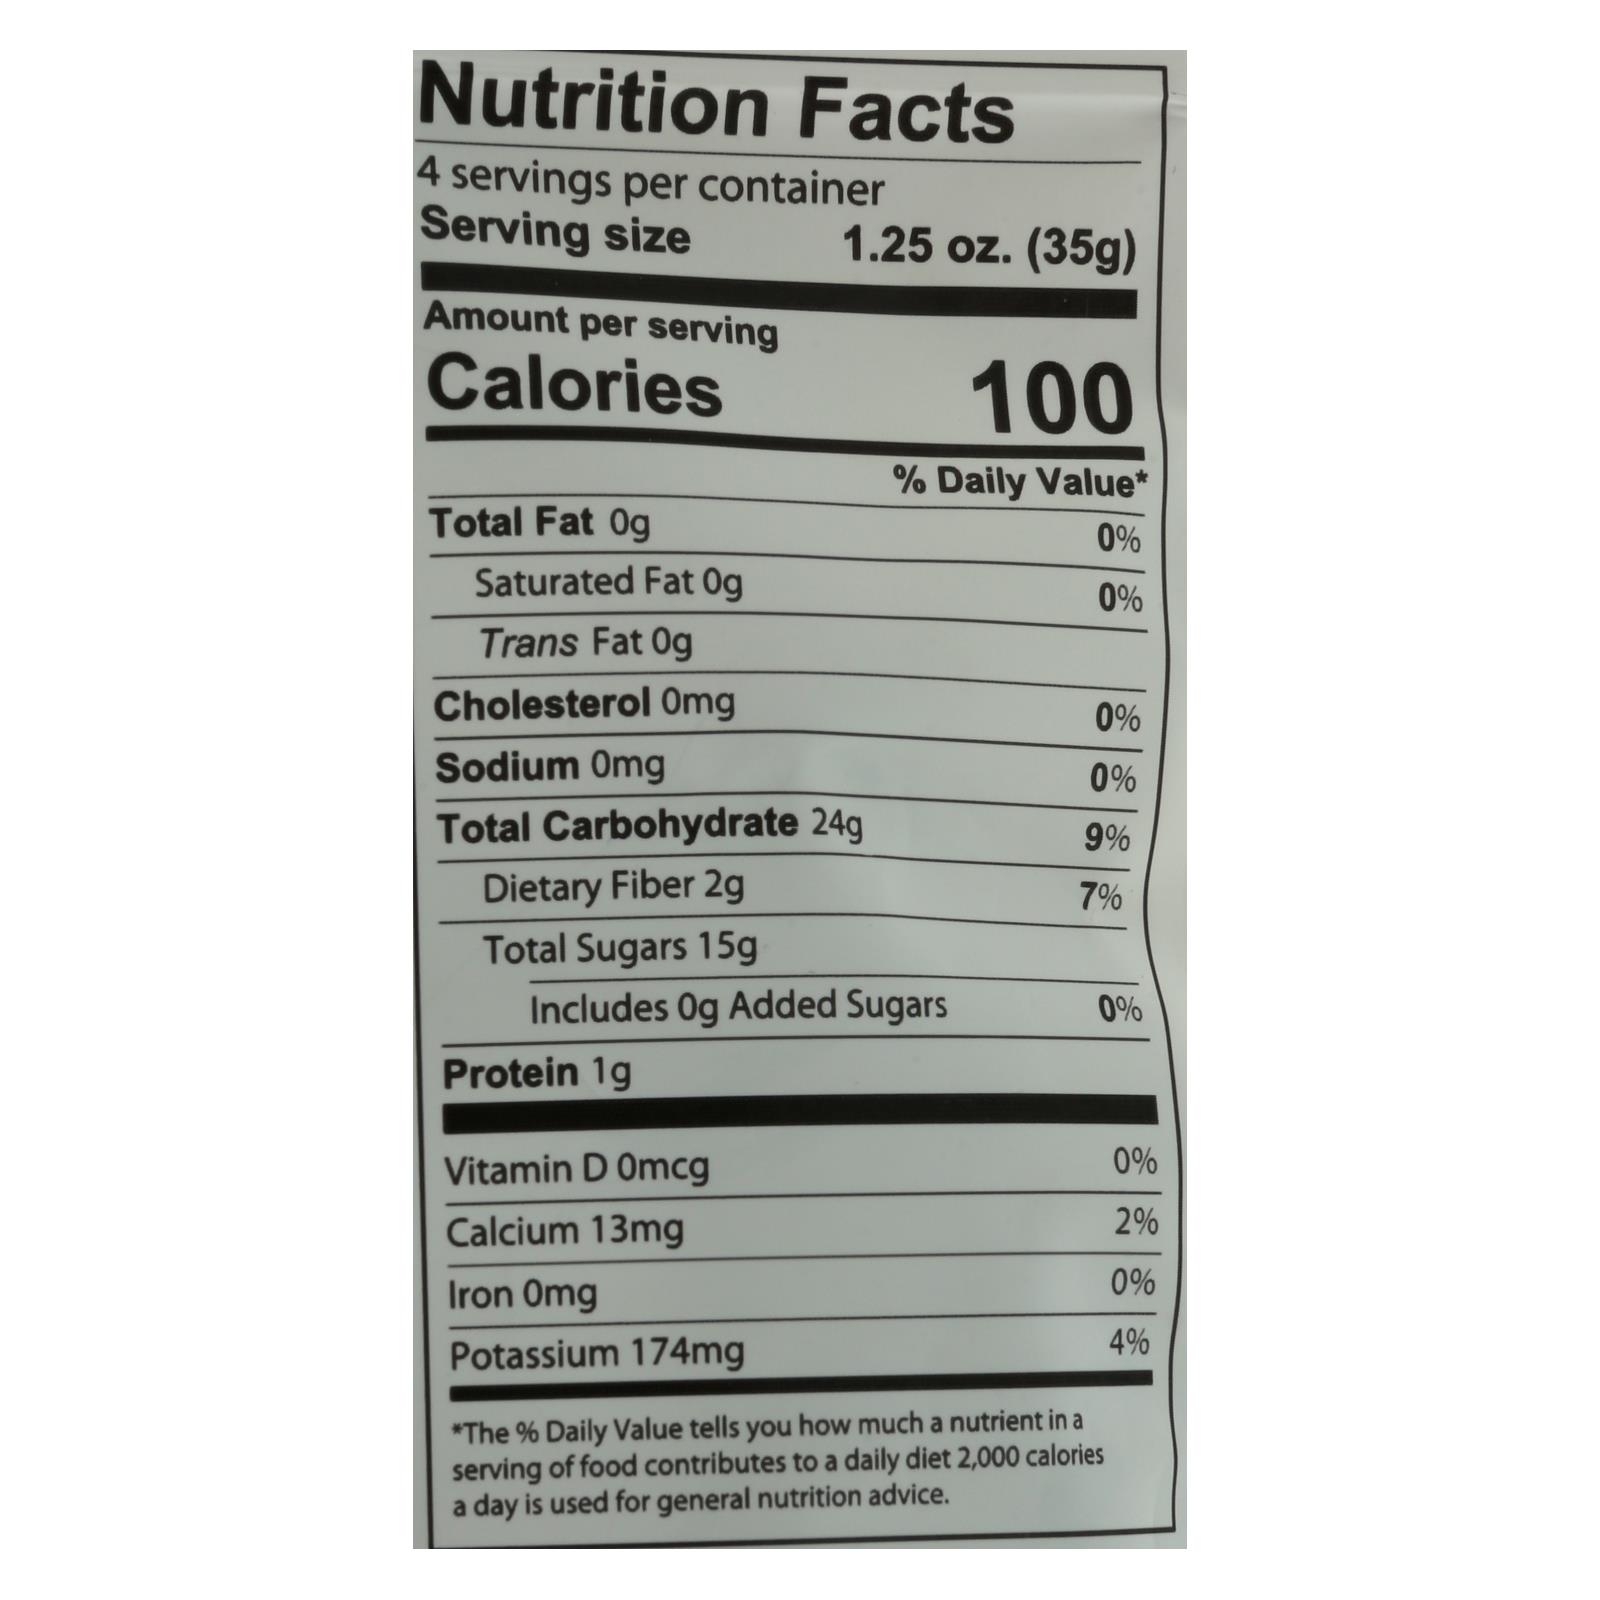 Nutrition Facts
4 servings per container
Serving size 1.25 oz. (35g)
Amount per serving
Calories 100
% Daily Value*
Total Fat 0g 0%
Saturated Fat 0g 0%
Trans Fat 0g
Cholesterol 0mg 0%
Sodium 0mg 0%
Total Carbohydrate 24g 9%
Dietary Fiber 2g 7%
Total Sugars 15g
Includes 0g Added Sugars 0%
Protein 1g
Vitamin D 0mcg 0%
Calcium 13mg 2%
Iron 0mg 0%
Potassium 174mg 4%
*The % Daily Value tells you how much a nutrient in a
serving of food contributes to a daily diet 2,000 calories
a day is used for general nutrition advice.